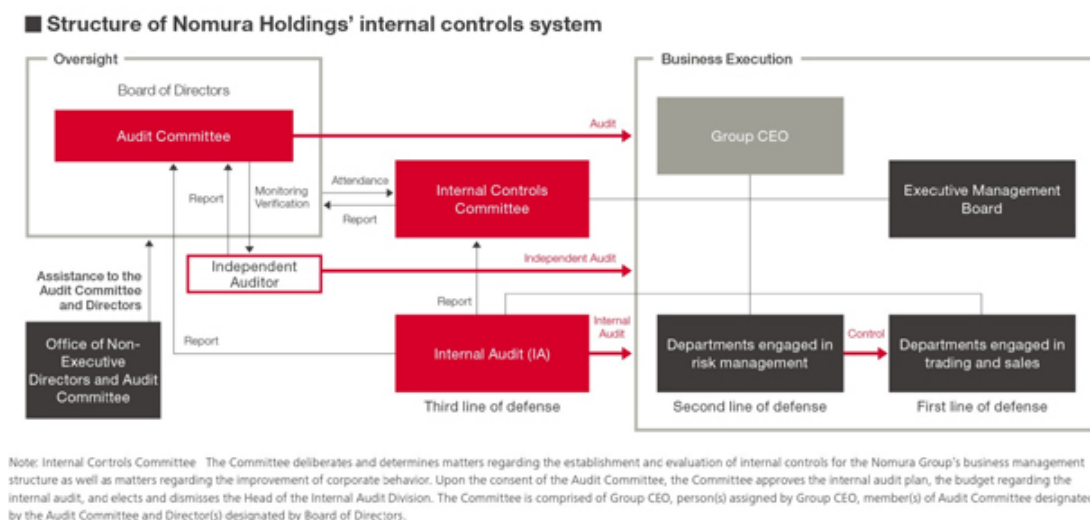 ■ Structure of Nomura Holdings' internal controls system
Oversight
Board of Directors
Audit Committee
Business Execution
Audit
Group CEO
Report
Monitoring
Verification
Attendance
Report
Internal Controls
Committee
Executive Management
Board
Assistance to the
Audit Committee
and Directors
Independent
Auditor
Independent Audit
Report
Office of Non-
Executive
Directors and Audit
Committee
Report
Internal Audit (IA)
Internal
Audit
Departments engaged in
risk management
Control
Departments engaged in
trading and sales
Third line of defense
Second line of defense
First line of defense
Note: Internal Controls Committee The Committee deliberates and determines matters regarding the establishment and evaluation of internal controls for the Nomura Group's business management
structure as well as matters regarding the improvement of corporate behavior. Upon the consent of the Audit Committee, the Committee approves the internal audit plan, the budget regarding the
internal audit, and elects and dismisses the Head of the Internal Audit Division. The Committee is comprised of Group CEO, person(s) assigned by Group CEO, member(s) of Audit Committee designated
by the Audit Committee and Director(s) designated by Board of Directors.